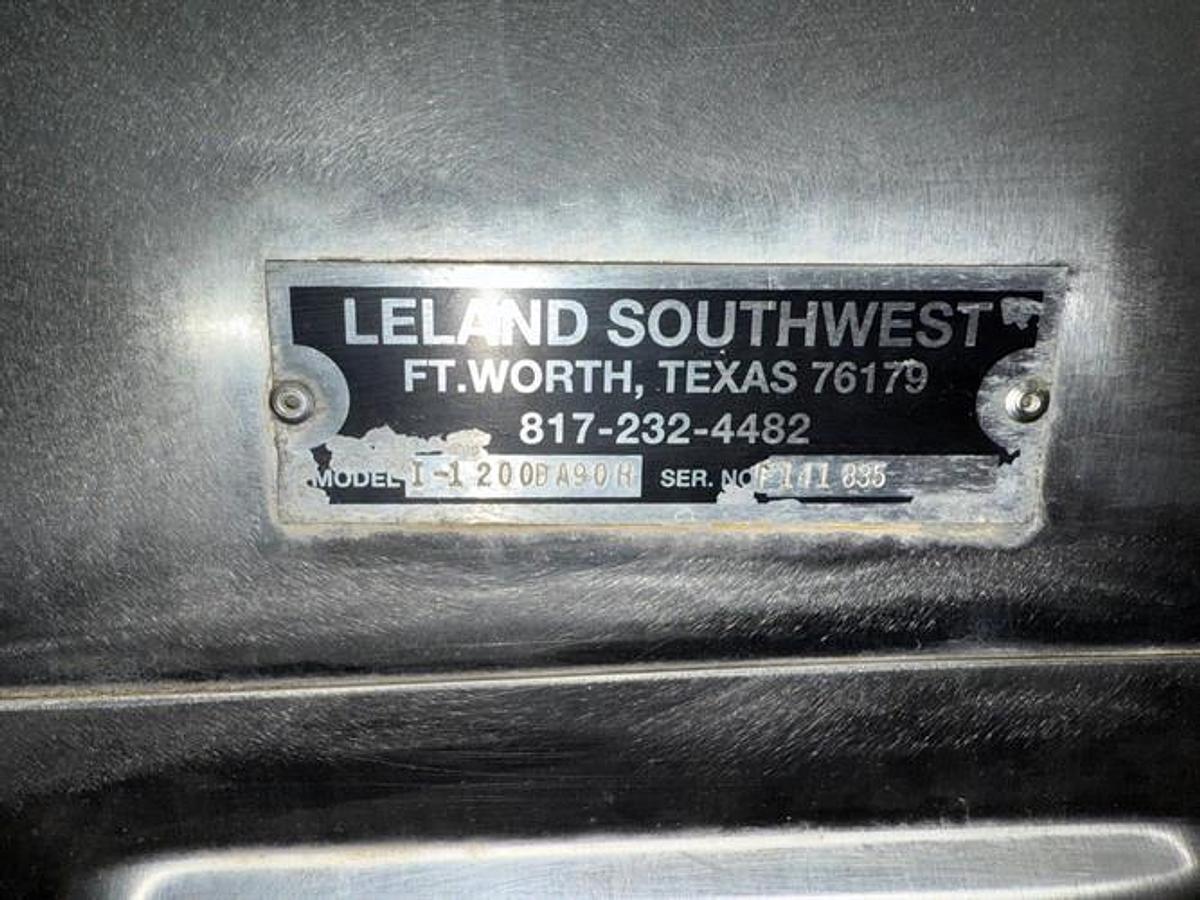 LELAND SOUTHWEST
FT.WORTH, TEXAS 76179
817-232-4482
MODEL I-1200DA90H SER. NO F141835